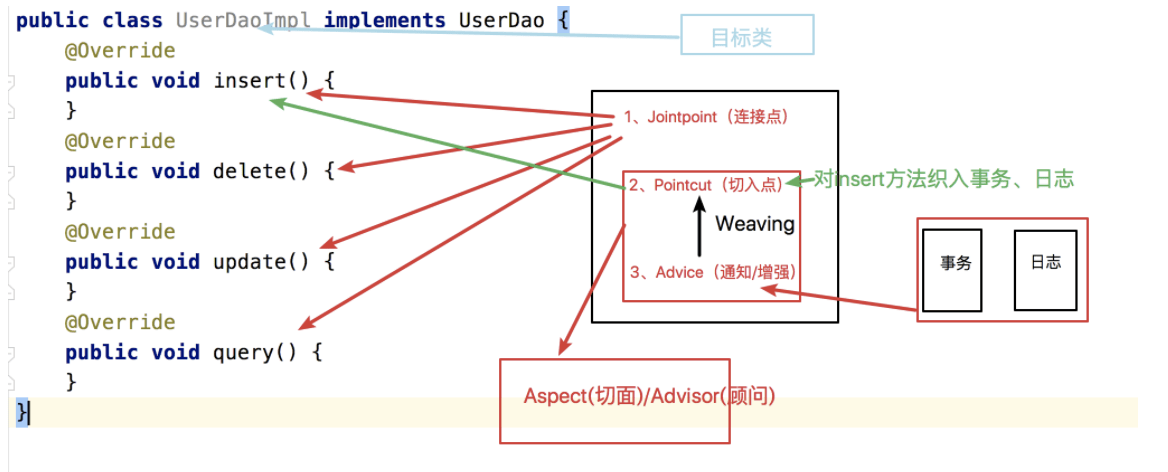 public class UserDaoImpl implements UserDao {
目标类
@Override
public void insert() {
}
@Override
public void delete() {
}
@Override
public void update() {
}
@Override
public void query() {
}
}
1、Jointpoint（连接点）
2、Pointcut（切入点）
对insert方法织入事务、日志
Weaving
3、Advice（通知/增强）
事务
日志
Aspect(切面)/Advisor(顾问)